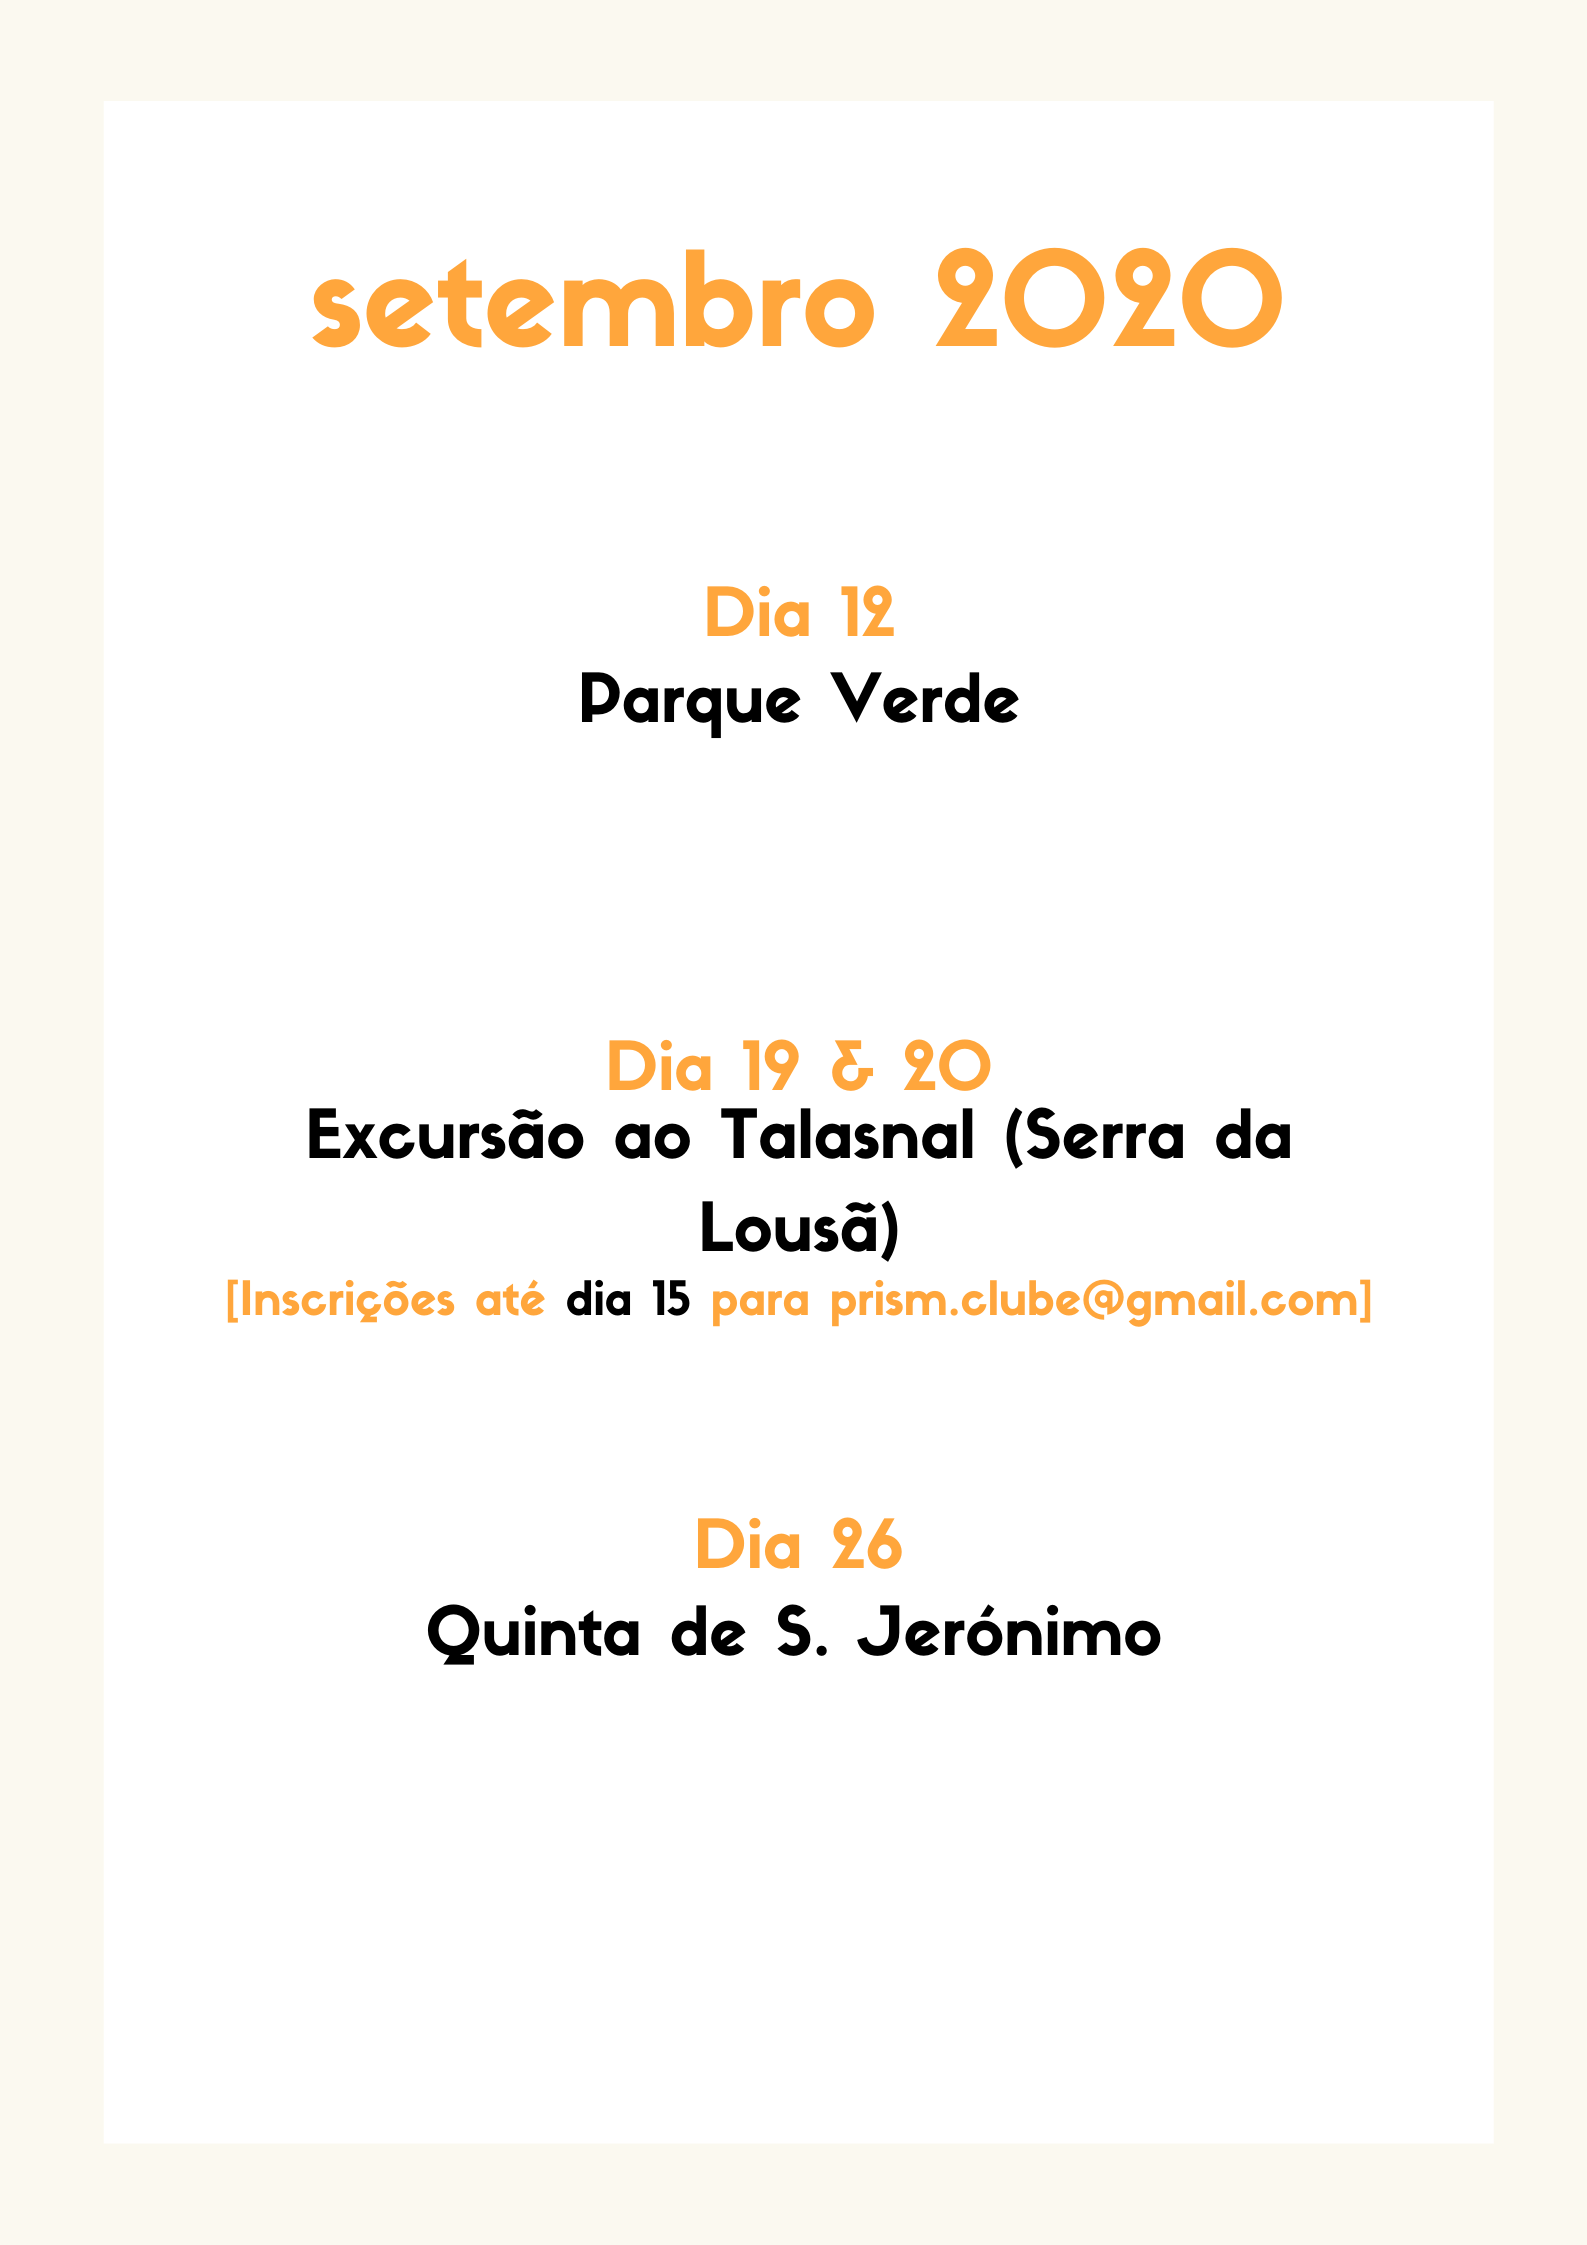 setembro 2020
Dia 12
Parque Verde
Dia 19 & 20
Excursão ao Talasnal (Serra da
Lousã)
[Inscrições até dia 15 para prism.clube@gmail.com]
Dia 26
Quinta de S. Jerónimo